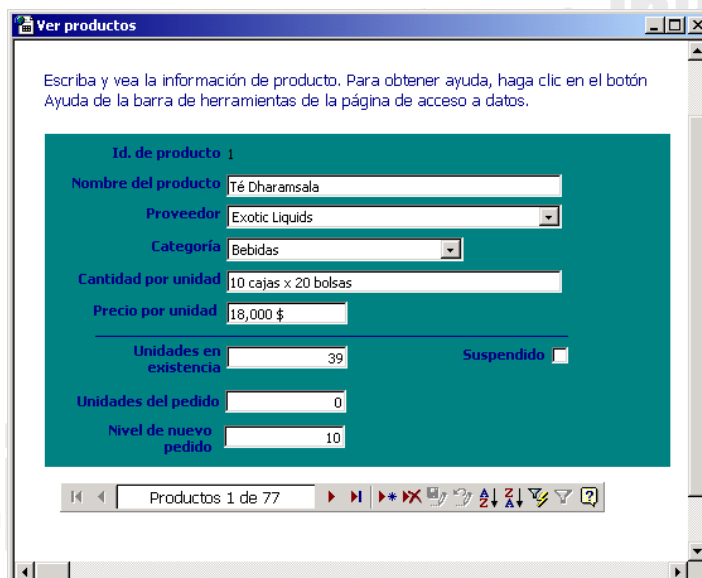 Ver productos
Escriba y vea la información de producto. Para obtener ayuda, haga clic en el botón
Ayuda de la barra de herramientas de la página de acceso a datos.
Id. de producto 1
Nombre del producto Té Dharamsala
Proveedor Exotic Liquids
Categoría Bebidas
Cantidad por unidad 10 cajas x 20 bolsas
Precio por unidad 18,000 $
Unidades en existencia 39 Suspendido
Unidades del pedido 0
Nivel de nuevo pedido 10
Productos 1 de 77